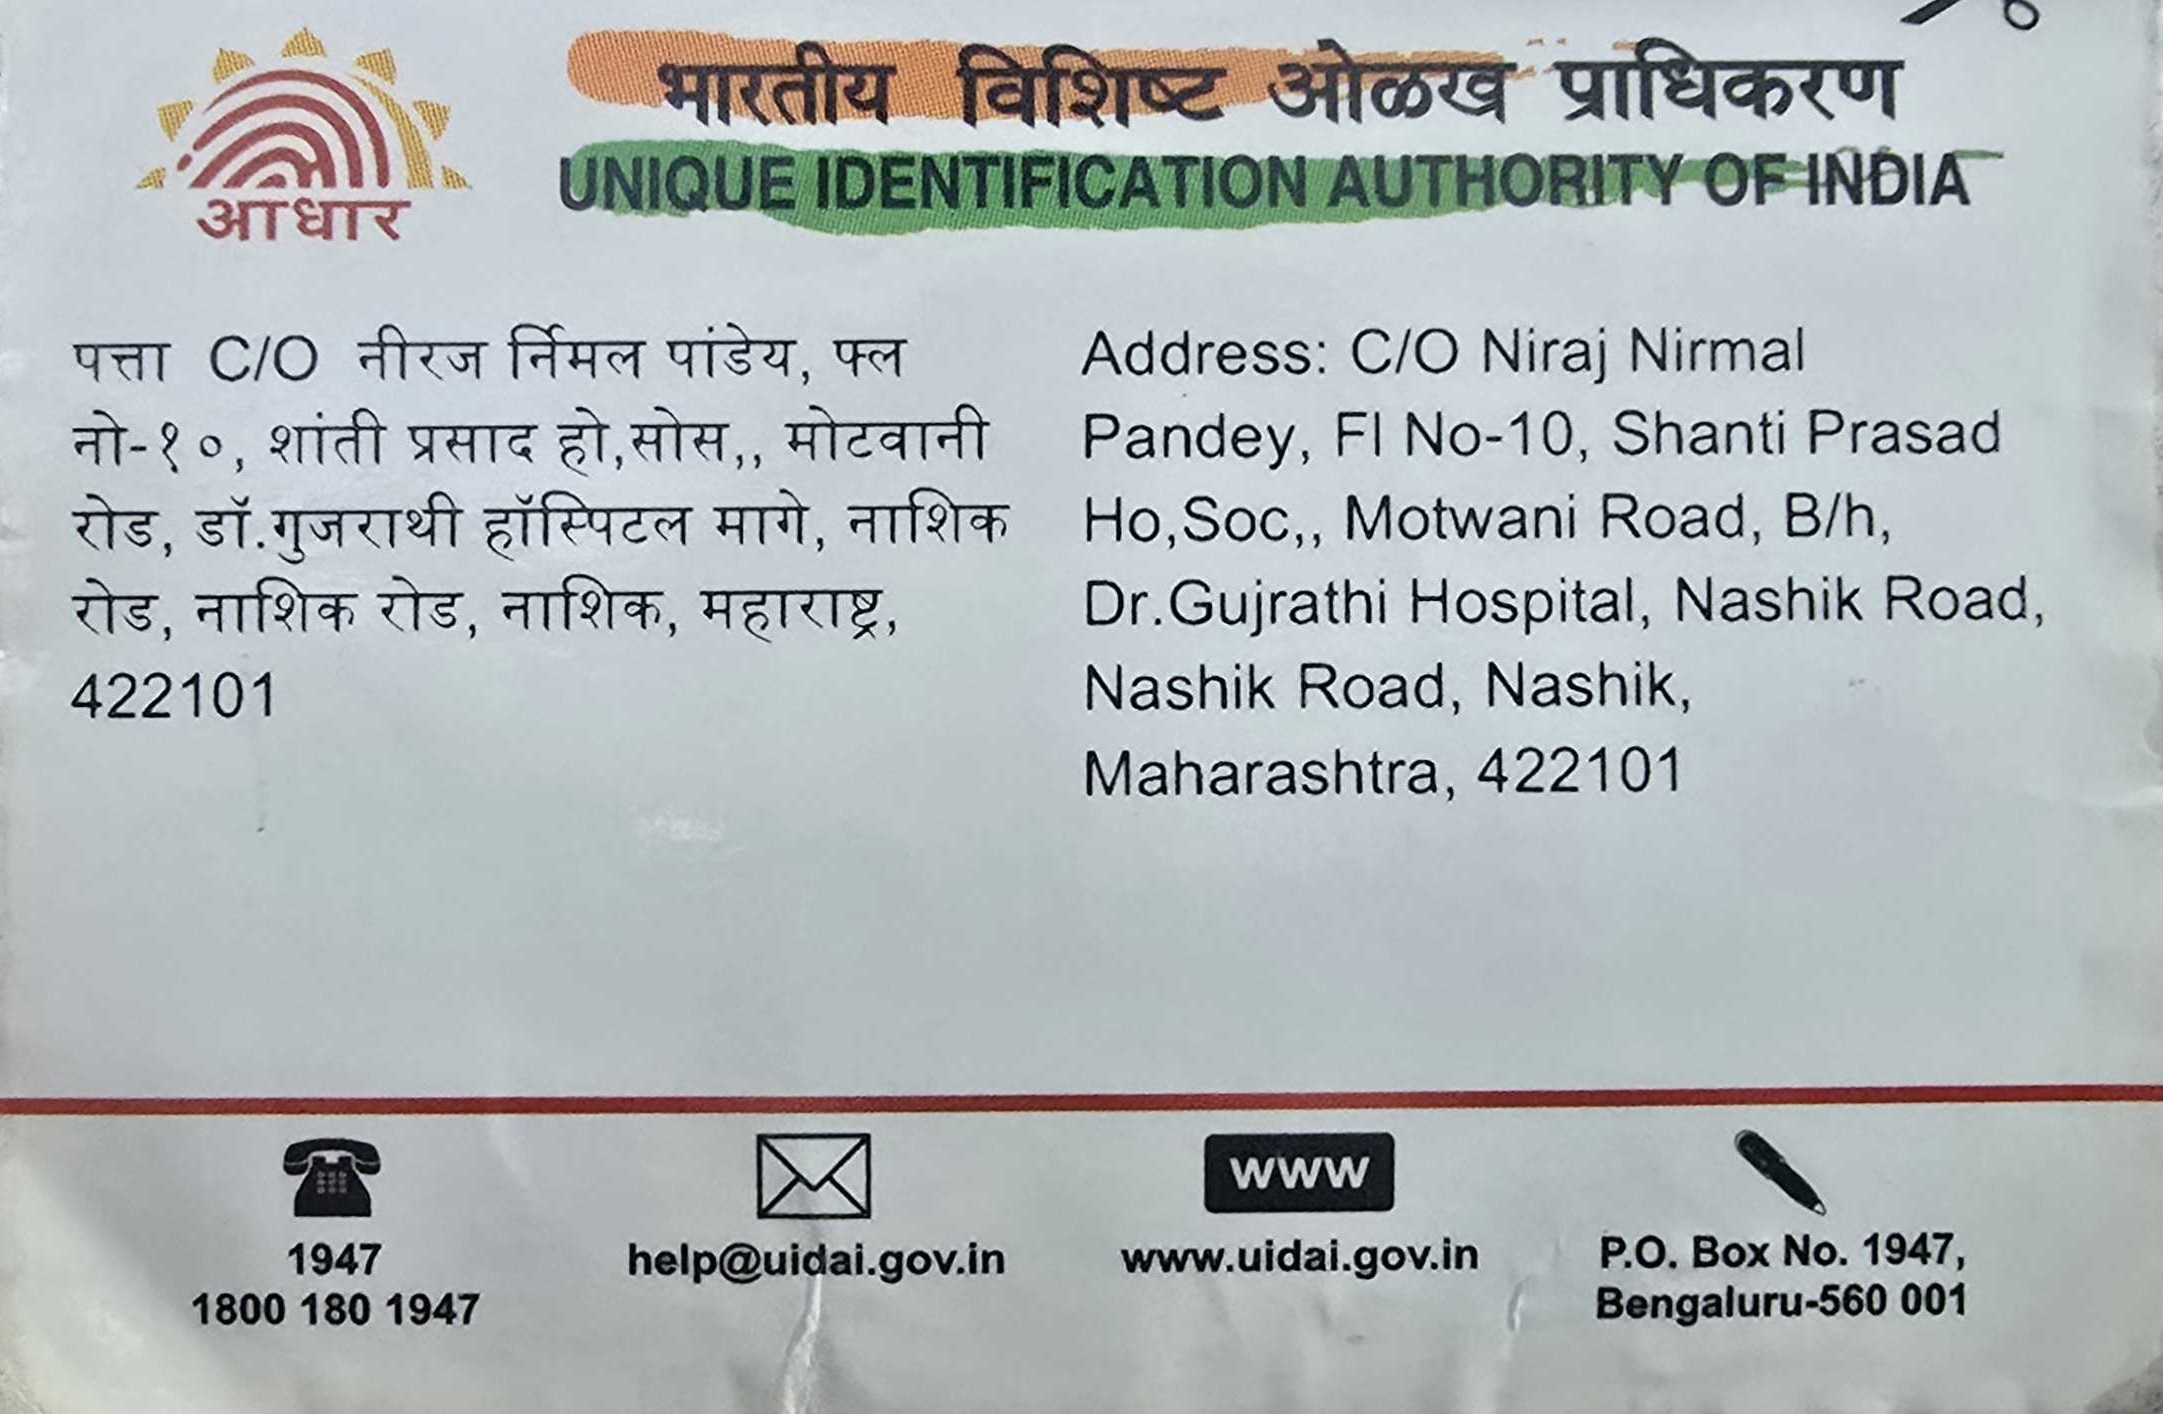 भारतीय विशिष्ट ओळख प्राधिकरण
UNIQUE IDENTIFICATION AUTHORITY OF INDIA
आधार
पत्ता C/O नीरज र्निमल पांडेय, फ्ल
नो-१०, शांती प्रसाद हो,सोस,, मोटवानी
रोड, डॉ.गुजराथी हॉस्पिटल मागे, नाशिक
रोड, नाशिक रोड, नाशिक, महाराष्ट्र,
422101
Address: C/O Niraj Nirmal
Pandey, Fl No-10, Shanti Prasad
Ho,Soc,, Motwani Road, B/h,
Dr.Gujrathi Hospital, Nashik Road,
Nashik Road, Nashik,
Maharashtra, 422101
1947
1800 180 1947
help@uidai.gov.in
www
www.uidai.gov.in
P.O. Box No. 1947,
Bengaluru-560 001